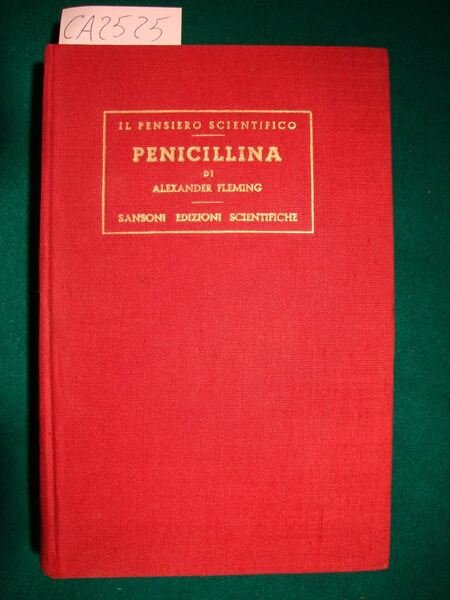 CA2525
IL PENSIERO SCIENTIFICO
PENICILLINA
DI
ALEXANDER FLEMING
SANSONI EDIZIONI SCIENTIFICHE